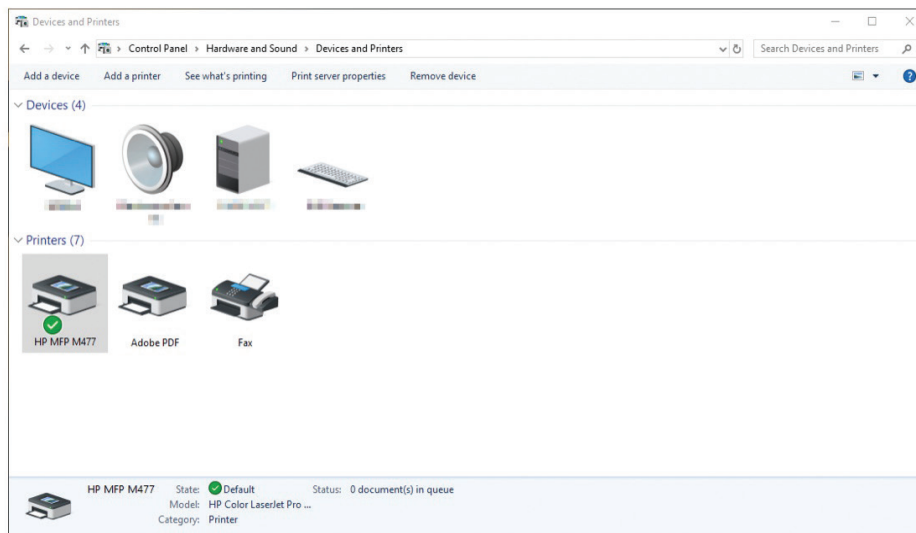 Devices and Printers
Control Panel > Hardware and Sound > Devices and Printers
Search Devices and Printers
Add a device Add a printer See what's printing Print server properties Remove device
Devices (4)
Printers (7)
HP MFP M477 Adobe PDF Fax
HP MFP M477 State: Default Status: 0 document(s) in queue
Model: HP Color LaserJet Pro ...
Category: Printer